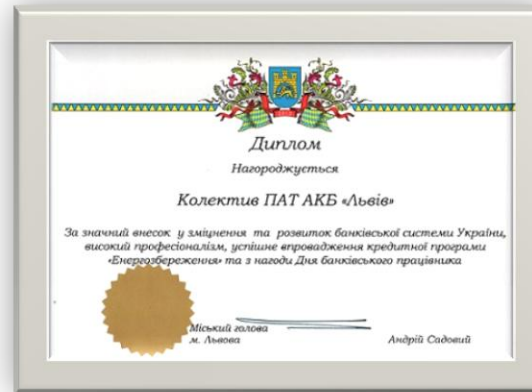 Диплом
Нагороджується
Колектив ПАТ АКБ «Львів»
За значний внесок у зміцнення та розвиток банківської системи України,
високий професіоналізм, успішне впровадження кредитної програми
«Енергозбереження» та з нагоди Дня банківського працівника
Міський голова
м. Львова
Андрій Садовий